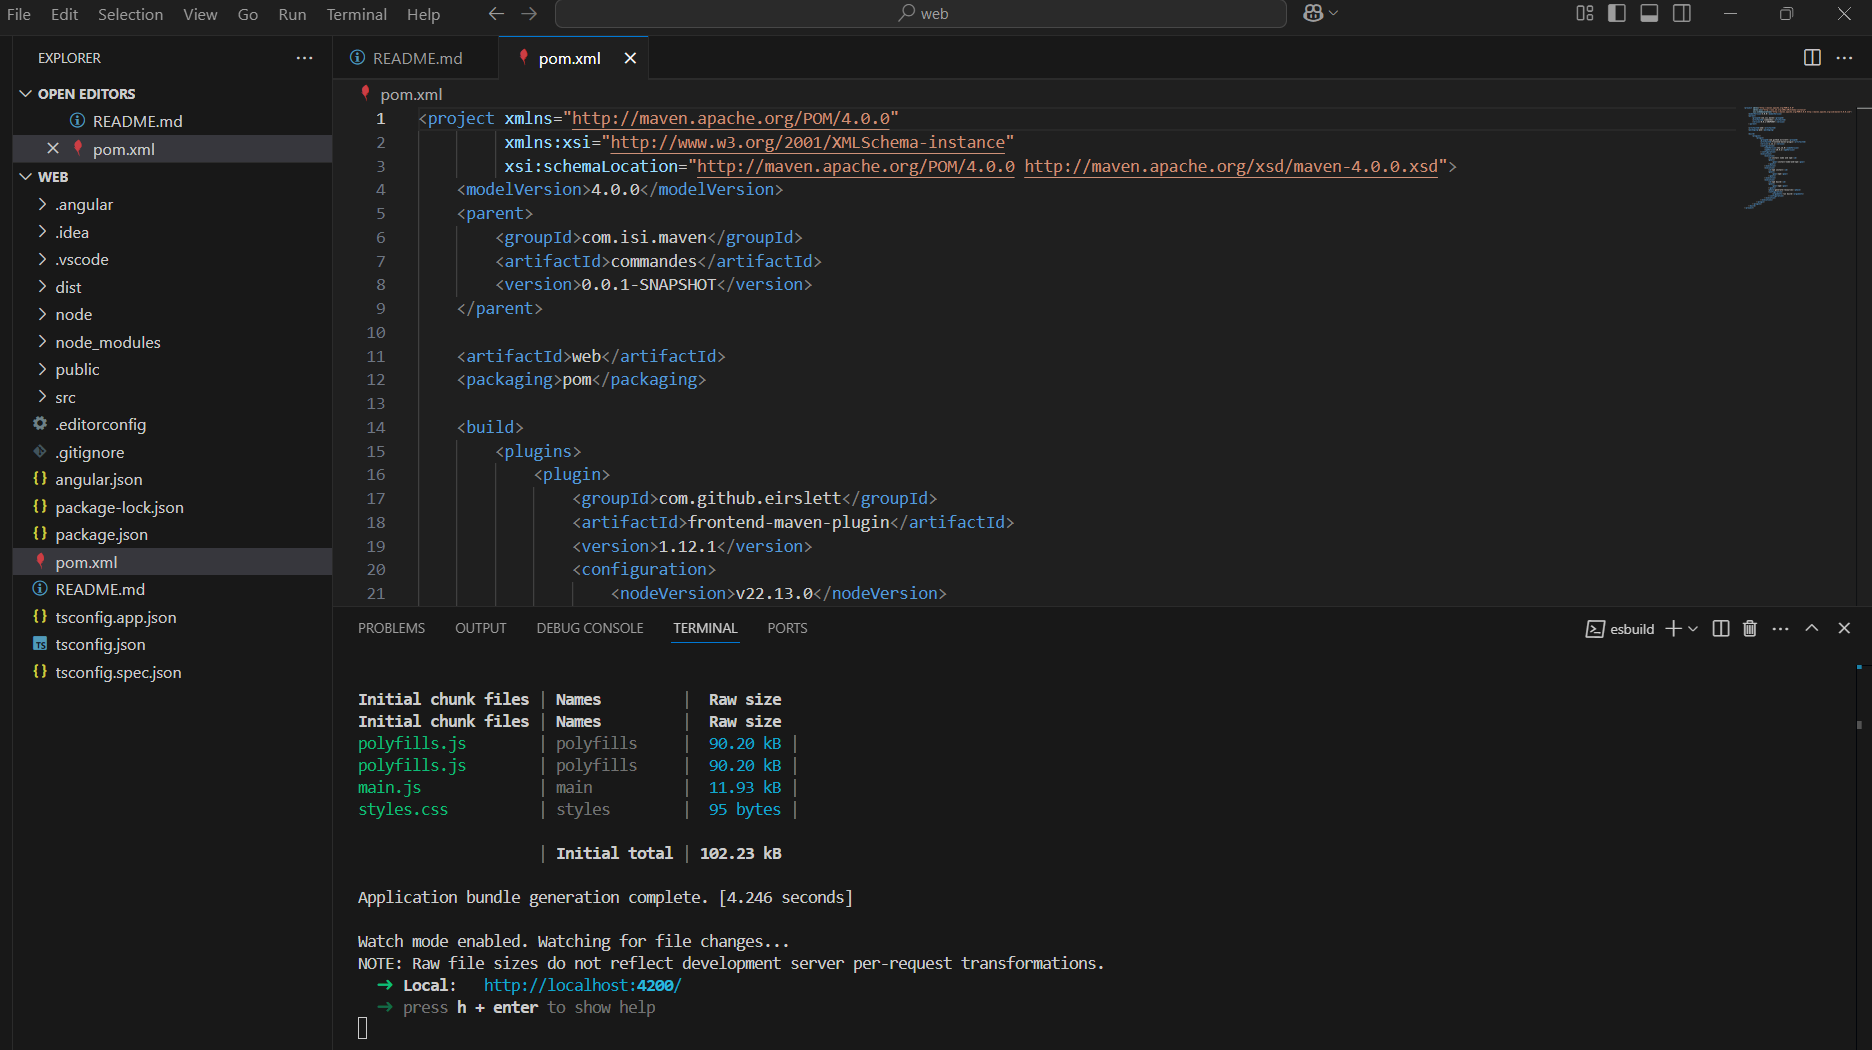 File Edit Selection View Go Run Terminal Help
web
EXPLORER
OPEN EDITORS
README.md
pom.xml
WEB
.angular
.idea
.vscode
dist
node
node_modules
public
src
.editorconfig
.gitignore
angular.json
package-lock.json
package.json
pom.xml
README.md
tsconfig.app.json
tsconfig.json
tsconfig.spec.json
README.md pom.xml
pom.xml
1 <project xmlns="http://maven.apache.org/POM/4.0.0"
2 xmlns:xsi="http://www.w3.org/2001/XMLSchema-instance"
3 xsi:schemaLocation="http://maven.apache.org/POM/4.0.0 http://maven.apache.org/xsd/maven-4.0.0.xsd">
4 <modelVersion>4.0.0</modelVersion>
5 <parent>
6 <groupId>com.isi.maven</groupId>
7 <artifactId>commandes</artifactId>
8 <version>0.0.1-SNAPSHOT</version>
9 </parent>
10
11 <artifactId>web</artifactId>
12 <packaging>pom</packaging>
13
14 <build>
15 <plugins>
16 <plugin>
17 <groupId>com.github.eirslett</groupId>
18 <artifactId>frontend-maven-plugin</artifactId>
19 <version>1.12.1</version>
20 <configuration>
21 <nodeVersion>v22.13.0</nodeVersion>
PROBLEMS OUTPUT DEBUG CONSOLE TERMINAL PORTS
esbuild
Initial chunk files | Names | Raw size
Initial chunk files | Names | Raw size
polyfills.js | polyfills | 90.20 kB |
polyfills.js | polyfills | 90.20 kB |
main.js | main | 11.93 kB |
styles.css | styles | 95 bytes |
| Initial total | 102.23 kB
Application bundle generation complete. [4.246 seconds]
Watch mode enabled. Watching for file changes...
NOTE: Raw file sizes do not reflect development server per-request transformations.
➜ Local: http://localhost:4200/
➜ press h + enter to show help